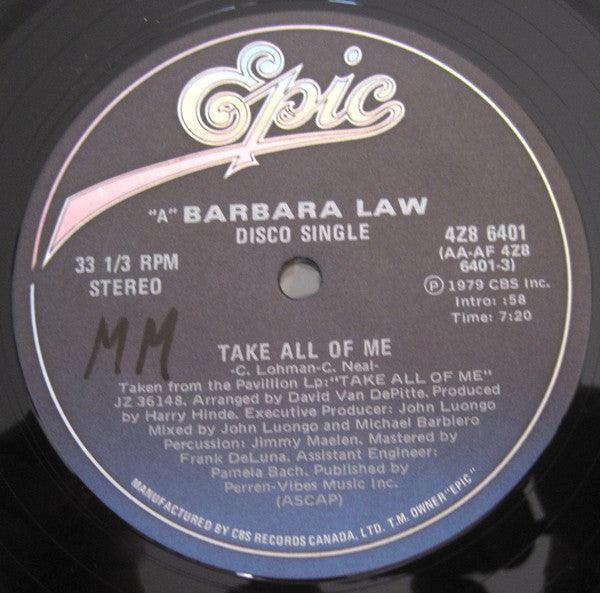 Epic
"A" BARBARA LAW
DISCO SINGLE
33 1/3 RPM
STEREO
4Z8 6401
(AA-AF 4Z8
6401-3)
Ⓟ 1979 CBS Inc.
Intro: :58
Time: 7:20
MM
TAKE ALL OF ME
-C. Lohman-C. Neal-
Taken from the Pavillion Lp:"TAKE ALL OF ME"
JZ 36148. Arranged by David Van DePitte. Produced
by Harry Hinde. Executive Producer: John Luongo
Mixed by John Luongo and Michael Barbiero
Percussion: Jimmy Maelen. Mastered by
Frank DeLuna. Assistant Engineer:
Pamela Bach. Published by
Perren-Vibes Music Inc.
(ASCAP)
MANUFACTURED BY CBS RECORDS CANADA, LTD. T.M. OWNER "EPIC"